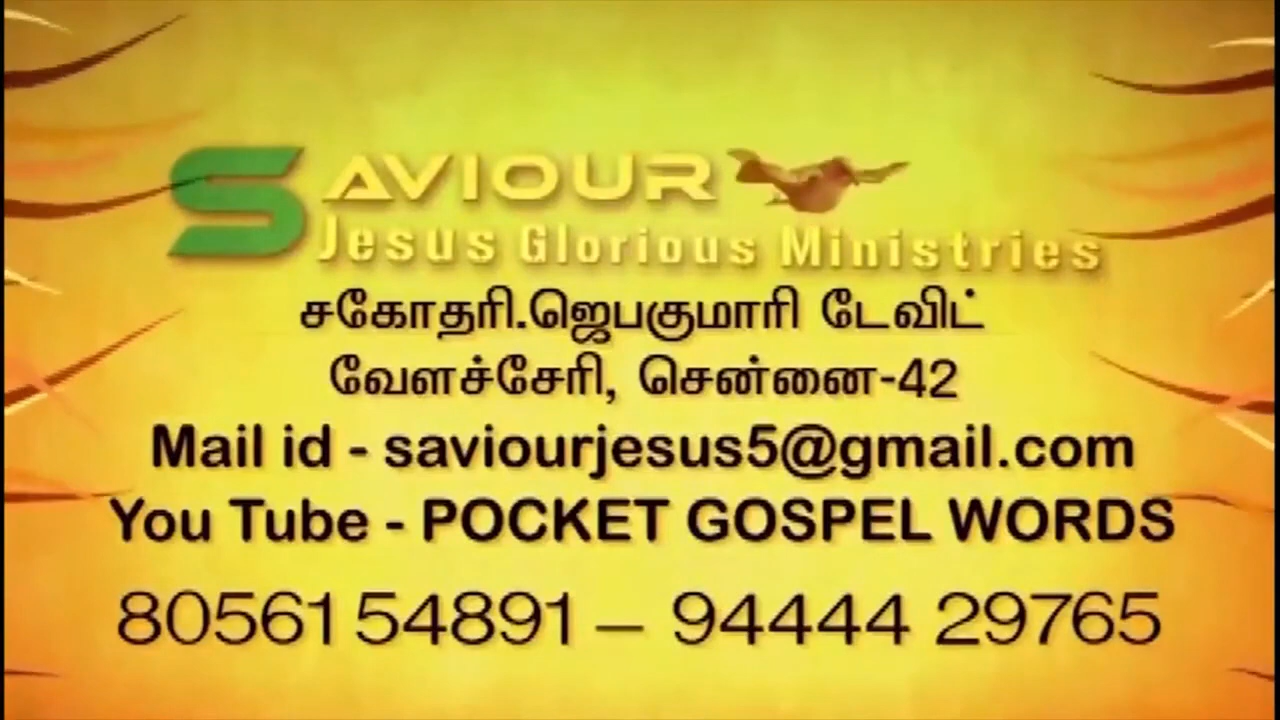 SAVIOUR
Jesus Glorious Ministries
சகோதரி.ஜெபகுமாரி டேவிட்
வேளச்சேரி, சென்னை-42
Mail id - saviourjesus5@gmail.com
You Tube - POCKET GOSPEL WORDS
80561 54891 – 94444 29765